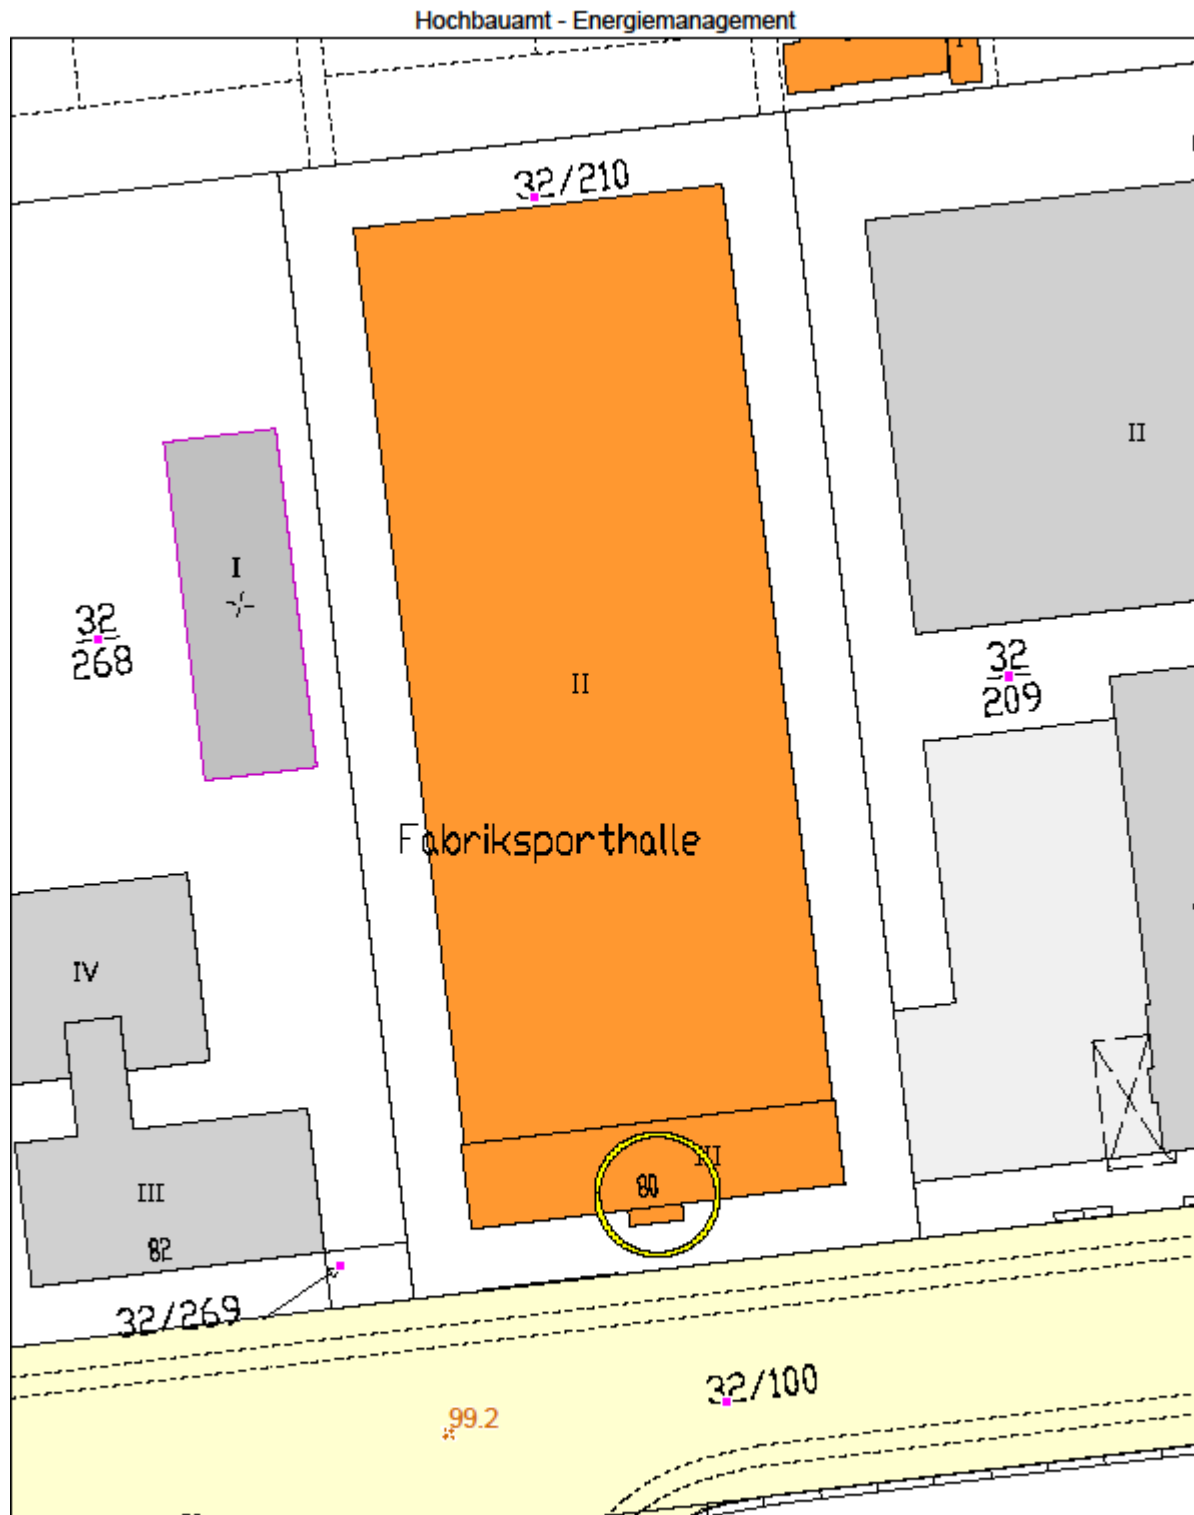 Hochbauamt - Energiemanagement
I
32/210
II
I
32
268
II
32
209
Fabriksporthalle
IV
III
80
III
82
32/269
32/100
99.2